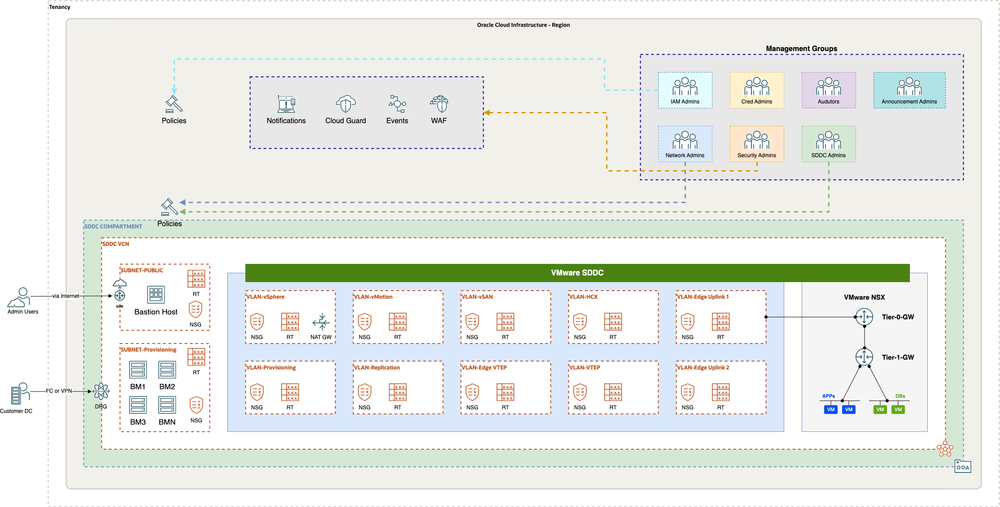 Tenancy
Oracle Cloud Infrastructure - Region
Management Groups
IAM Admins
Cred Admins
Audutors
Announcement Admins
Policies
Notifications
Cloud Guard
Events
WAF
Network Admins
Security Admins
SDDC Admins
Policies
SDDC COMPARTMENT
SDDC VCN
SUBNET-PUBLIC
x.x.x.
x.x.x.
x.x.x.
RT
via Internet
Admin Users
IGW
Bastion Host
NSG
VMware SDDC
VLAN-vSphere
NSG
x.x.x.
x.x.x.
x.x.x.
RT
NAT GW
VLAN-vMotion
NSG
x.x.x.
x.x.x.
x.x.x.
RT
VLAN-vSAN
NSG
x.x.x.
x.x.x.
x.x.x.
RT
VLAN-HCX
NSG
x.x.x.
x.x.x.
x.x.x.
RT
VLAN-Edge Uplink 1
NSG
x.x.x.
x.x.x.
x.x.x.
RT
VMware NSX
Tier-0-GW
Tier-1-GW
APPs
VM
VM
DBs
VM
VM
SUBNET-Provisioning
x.x.x.
x.x.x.
x.x.x.
RT
BM1
BM2
BM3
BMN
NSG
FC or VPN
Customer DC
DRG
VLAN-Provisioning
NSG
x.x.x.
x.x.x.
x.x.x.
RT
VLAN-Replication
NSG
x.x.x.
x.x.x.
x.x.x.
RT
VLAN-Edge VTEP
NSG
x.x.x.
x.x.x.
x.x.x.
RT
VLAN-VTEP
NSG
x.x.x.
x.x.x.
x.x.x.
RT
VLAN-Edge Uplink 2
NSG
x.x.x.
x.x.x.
x.x.x.
RT